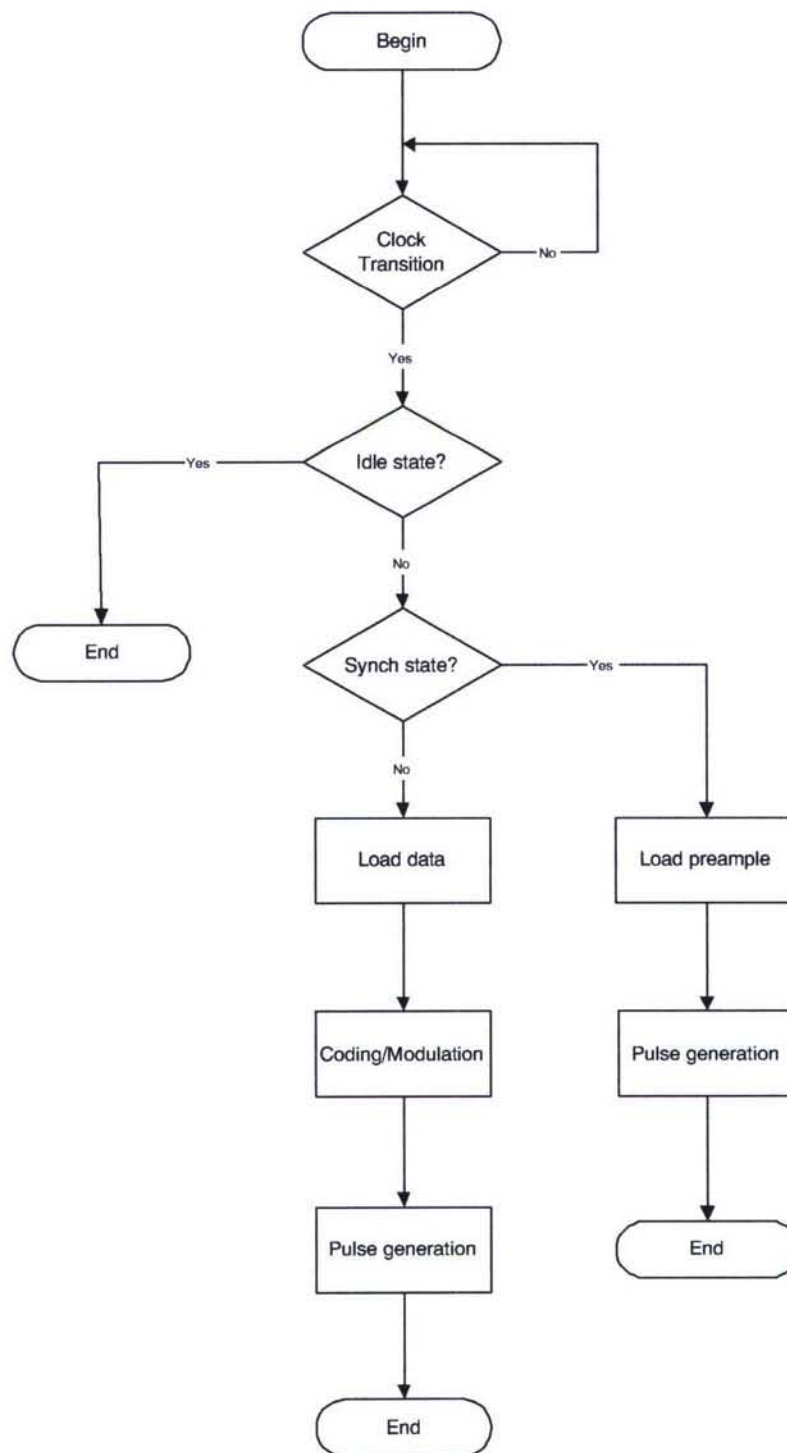 Begin
Clock
Transition
No
Yes
Idle state?
Yes
No
End
Synch state?
Yes
No
Load data
Load preample
Coding/Modulation
Pulse generation
Pulse generation
End
End